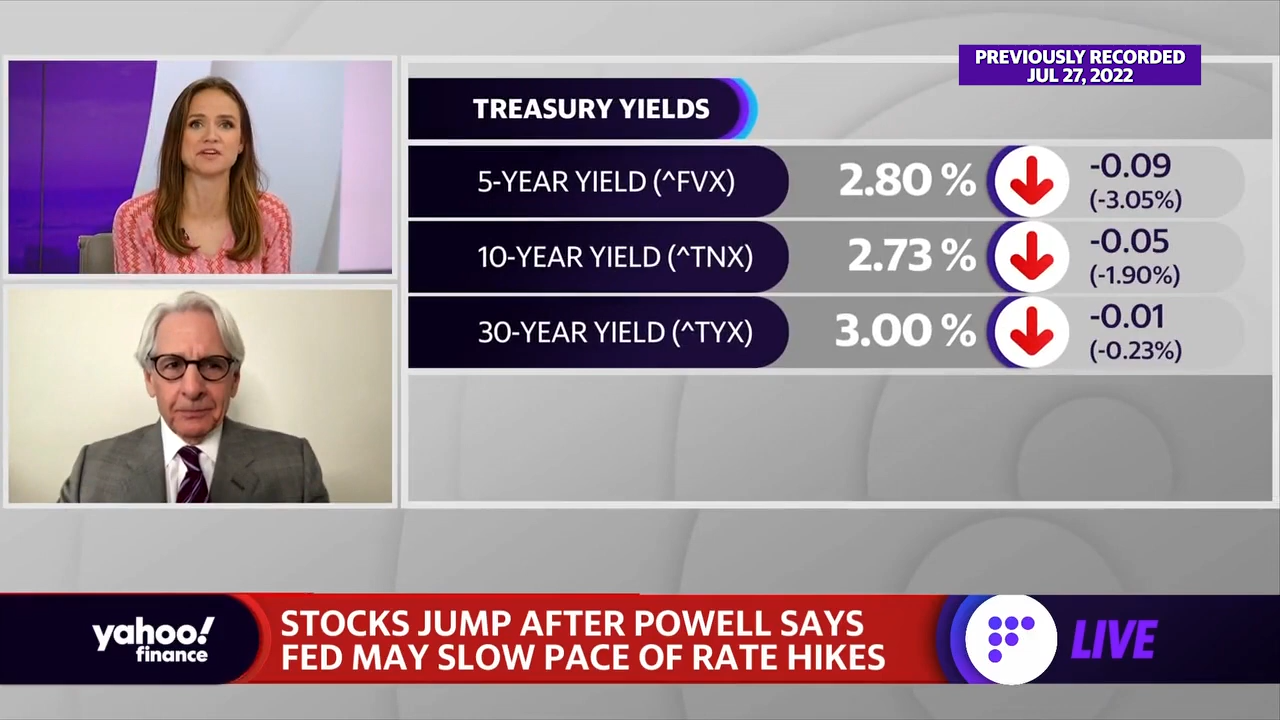 PREVIOUSLY RECORDED
JUL 27, 2022
TREASURY YIELDS
5-YEAR YIELD (^FVX) 2.80 % -0.09
(-3.05%)
10-YEAR YIELD (^TNX) 2.73 % -0.05
(-1.90%)
30-YEAR YIELD (^TYX) 3.00 % -0.01
(-0.23%)
yahoo!
finance
STOCKS JUMP AFTER POWELL SAYS
FED MAY SLOW PACE OF RATE HIKES
LIVE